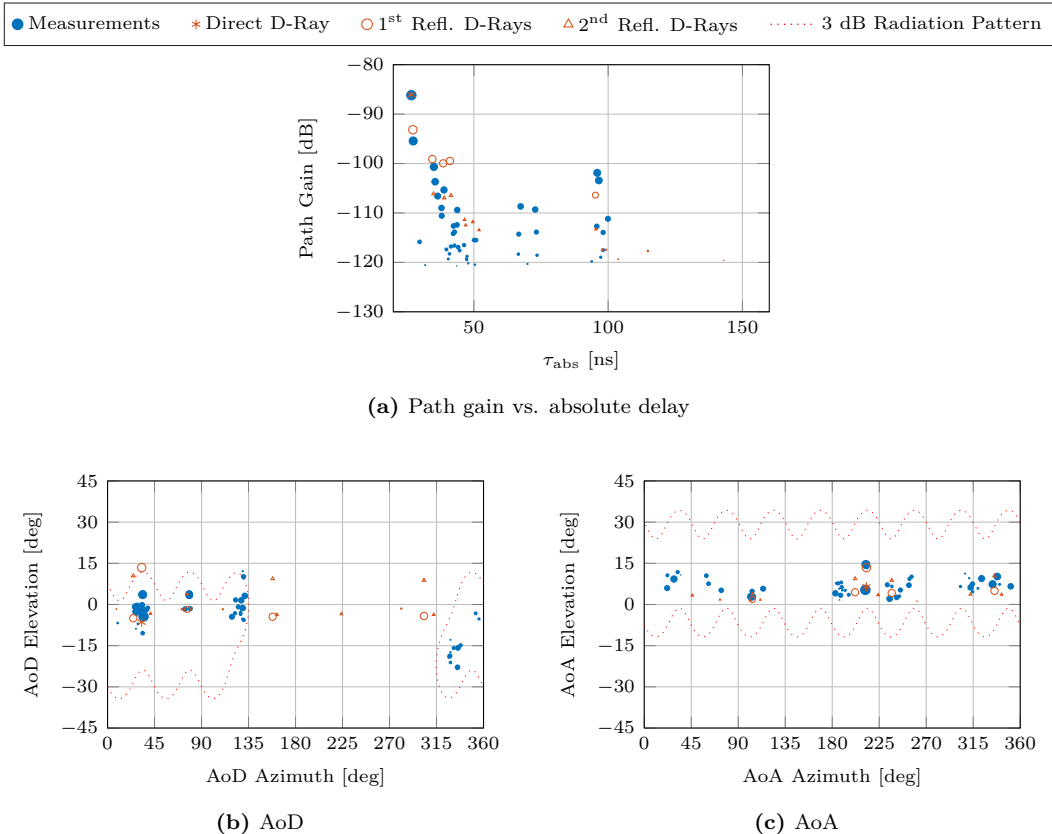 Measurements Direct D-Ray 1st Refl. D-Rays 2nd Refl. D-Rays 3 dB Radiation Pattern
−80
−90
−100
−110
−120
−130
Path Gain [dB]
50 100 150
τabs [ns]
(a) Path gain vs. absolute delay
45
30
15
0
−15
−30
−45
AoD Elevation [deg]
0 45 90 135 180 225 270 315 360
AoD Azimuth [deg]
(b) AoD
45
30
15
0
−15
−30
−45
AoA Elevation [deg]
0 45 90 135 180 225 270 315 360
AoA Azimuth [deg]
(c) AoA